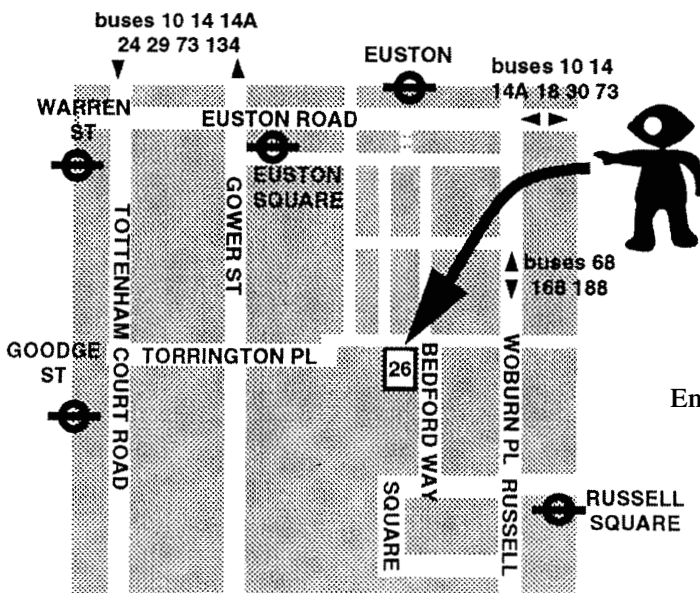 buses 10 14 14A
24 29 73 134
EUSTON
buses 10 14
14A 18 30 73
WARREN
ST
EUSTON ROAD
EUSTON
SQUARE
GOWER ST
TOTTENHAM COURT ROAD
buses 68
168 188
GOODGE
ST
TORRINGTON PL
26
BEDFORD WAY
WOBURN PL RUSSELL
SQUARE
RUSSELL
SQUARE
En